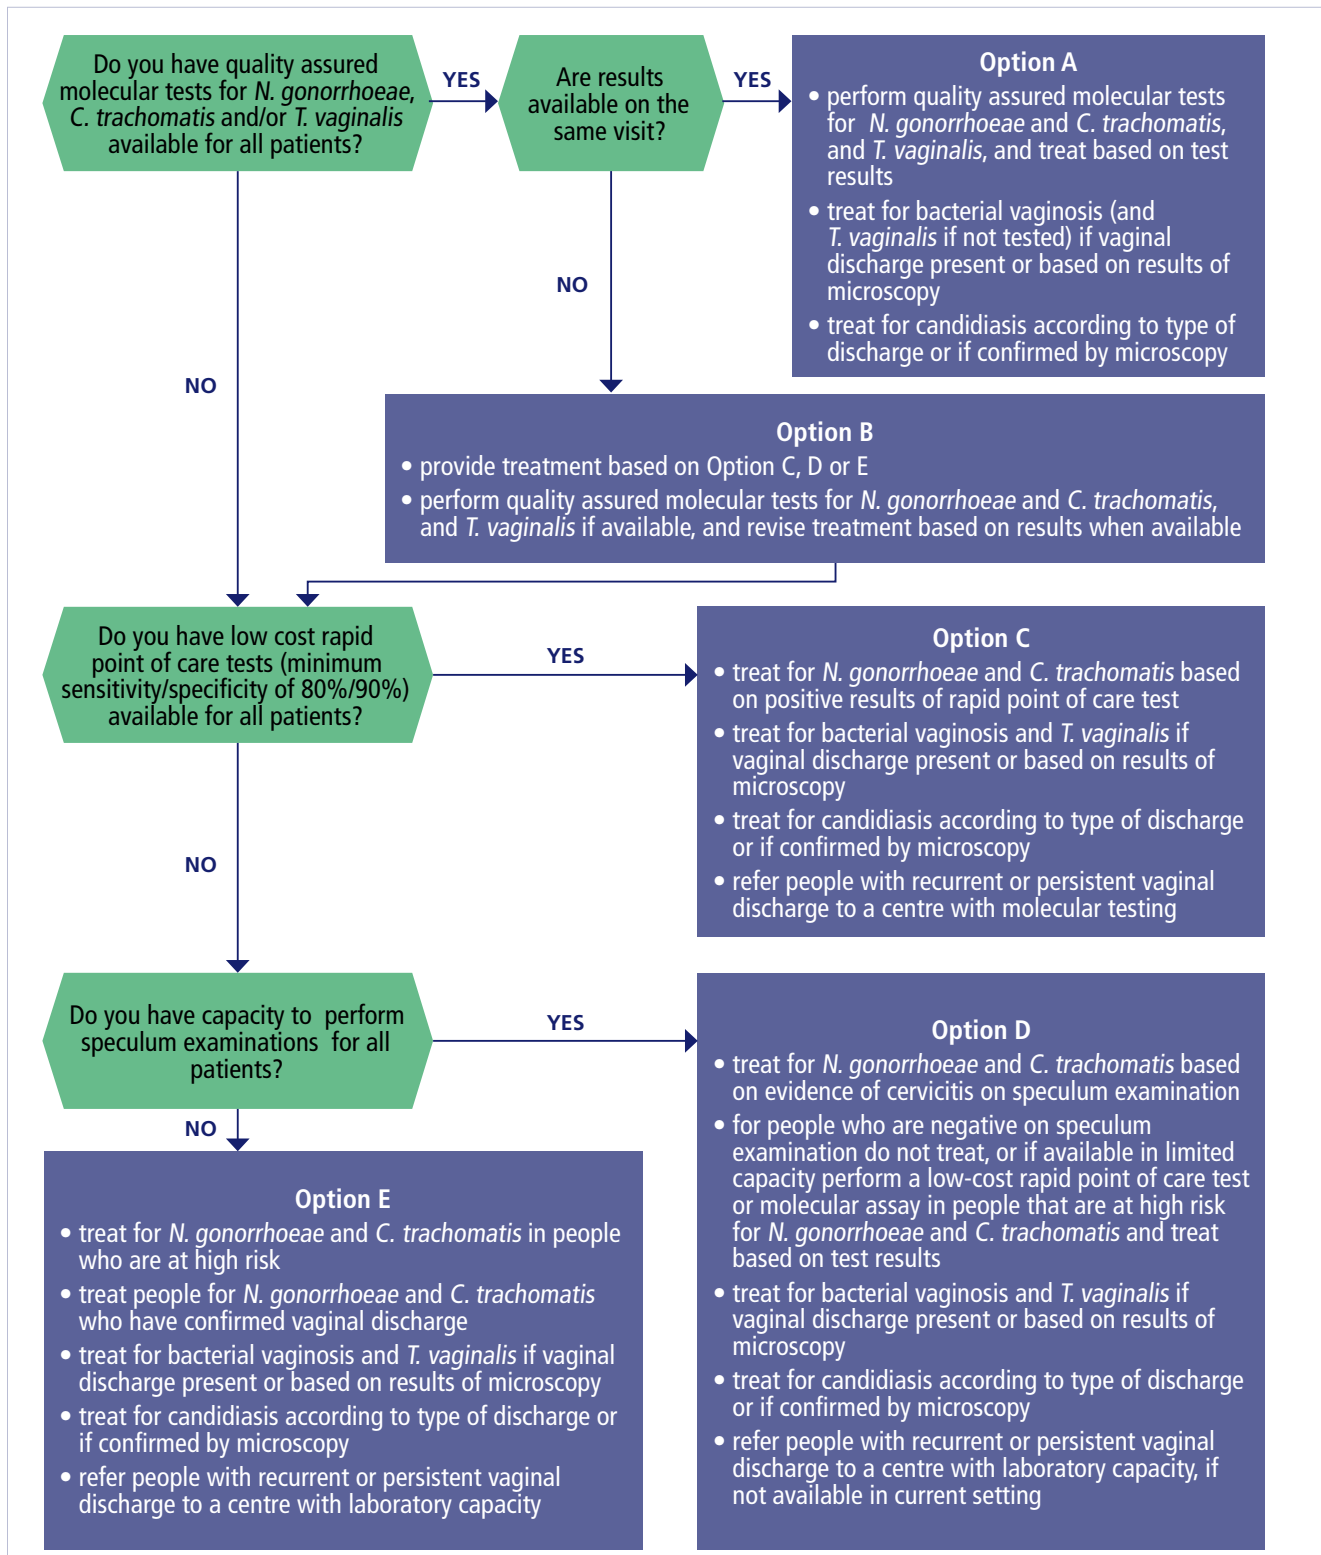 Do you have quality assured
molecular tests for N. gonorrhoeae,
C. trachomatis and/or T. vaginalis
available for all patients?
YES
Are results
available on the
same visit?
YES
Option A
• perform quality assured molecular tests
for N. gonorrhoeae and C. trachomatis,
and T. vaginalis, and treat based on test
results
• treat for bacterial vaginosis (and
T. vaginalis if not tested) if vaginal
discharge present or based on results of
microscopy
• treat for candidiasis according to type of
discharge or if confirmed by microscopy
NO
NO
Option B
• provide treatment based on Option C, D or E
• perform quality assured molecular tests for N. gonorrhoeae and C. trachomatis,
and T. vaginalis if available, and revise treatment based on results when available
Do you have low cost rapid
point of care tests (minimum
sensitivity/specificity of 80%/90%)
available for all patients?
YES
Option C
• treat for N. gonorrhoeae and C. trachomatis based
on positive results of rapid point of care test
• treat for bacterial vaginosis and T. vaginalis if
vaginal discharge present or based on results of
microscopy
• treat for candidiasis according to type of discharge
or if confirmed by microscopy
• refer people with recurrent or persistent vaginal
discharge to a centre with molecular testing
NO
Do you have capacity to perform
speculum examinations for all
patients?
YES
Option D
• treat for N. gonorrhoeae and C. trachomatis based
on evidence of cervicitis on speculum examination
• for people who are negative on speculum
examination do not treat, or if available in limited
capacity perform a low-cost rapid point of care test
or molecular assay in people that are at high risk
for N. gonorrhoeae and C. trachomatis and treat
based on test results
• treat for bacterial vaginosis and T. vaginalis if
vaginal discharge present or based on results of
microscopy
• treat for candidiasis according to type of discharge
or if confirmed by microscopy
• refer people with recurrent or persistent vaginal
discharge to a centre with laboratory capacity, if
not available in current setting
NO
Option E
• treat for N. gonorrhoeae and C. trachomatis in people
who are at high risk
• treat people for N. gonorrhoeae and C. trachomatis
who have confirmed vaginal discharge
• treat for bacterial vaginosis and T. vaginalis if vaginal
discharge present or based on results of microscopy
• treat for candidiasis according to type of discharge or
if confirmed by microscopy
• refer people with recurrent or persistent vaginal
discharge to a centre with laboratory capacity